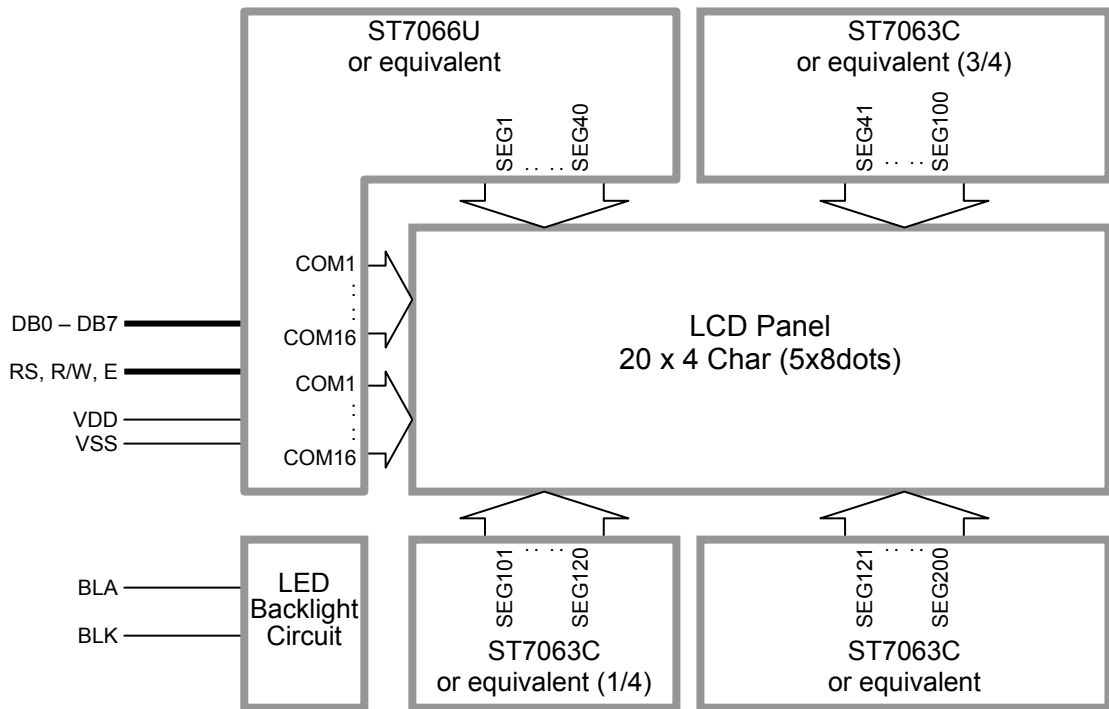 ST7066U
or equivalent
SEG1
.. ..
SEG40
ST7063C
or equivalent (3/4)
SEG41
.. ..
SEG100
COM1
. . . .
COM16
COM1
. . . .
COM16
DB0 – DB7
RS, R/W, E
VDD
VSS
LCD Panel
20 x 4 Char (5x8dots)
BLA
BLK
LED
Backlight
Circuit
SEG101
.. ..
SEG120
ST7063C
or equivalent (1/4)
SEG121
.. ..
SEG200
ST7063C
or equivalent